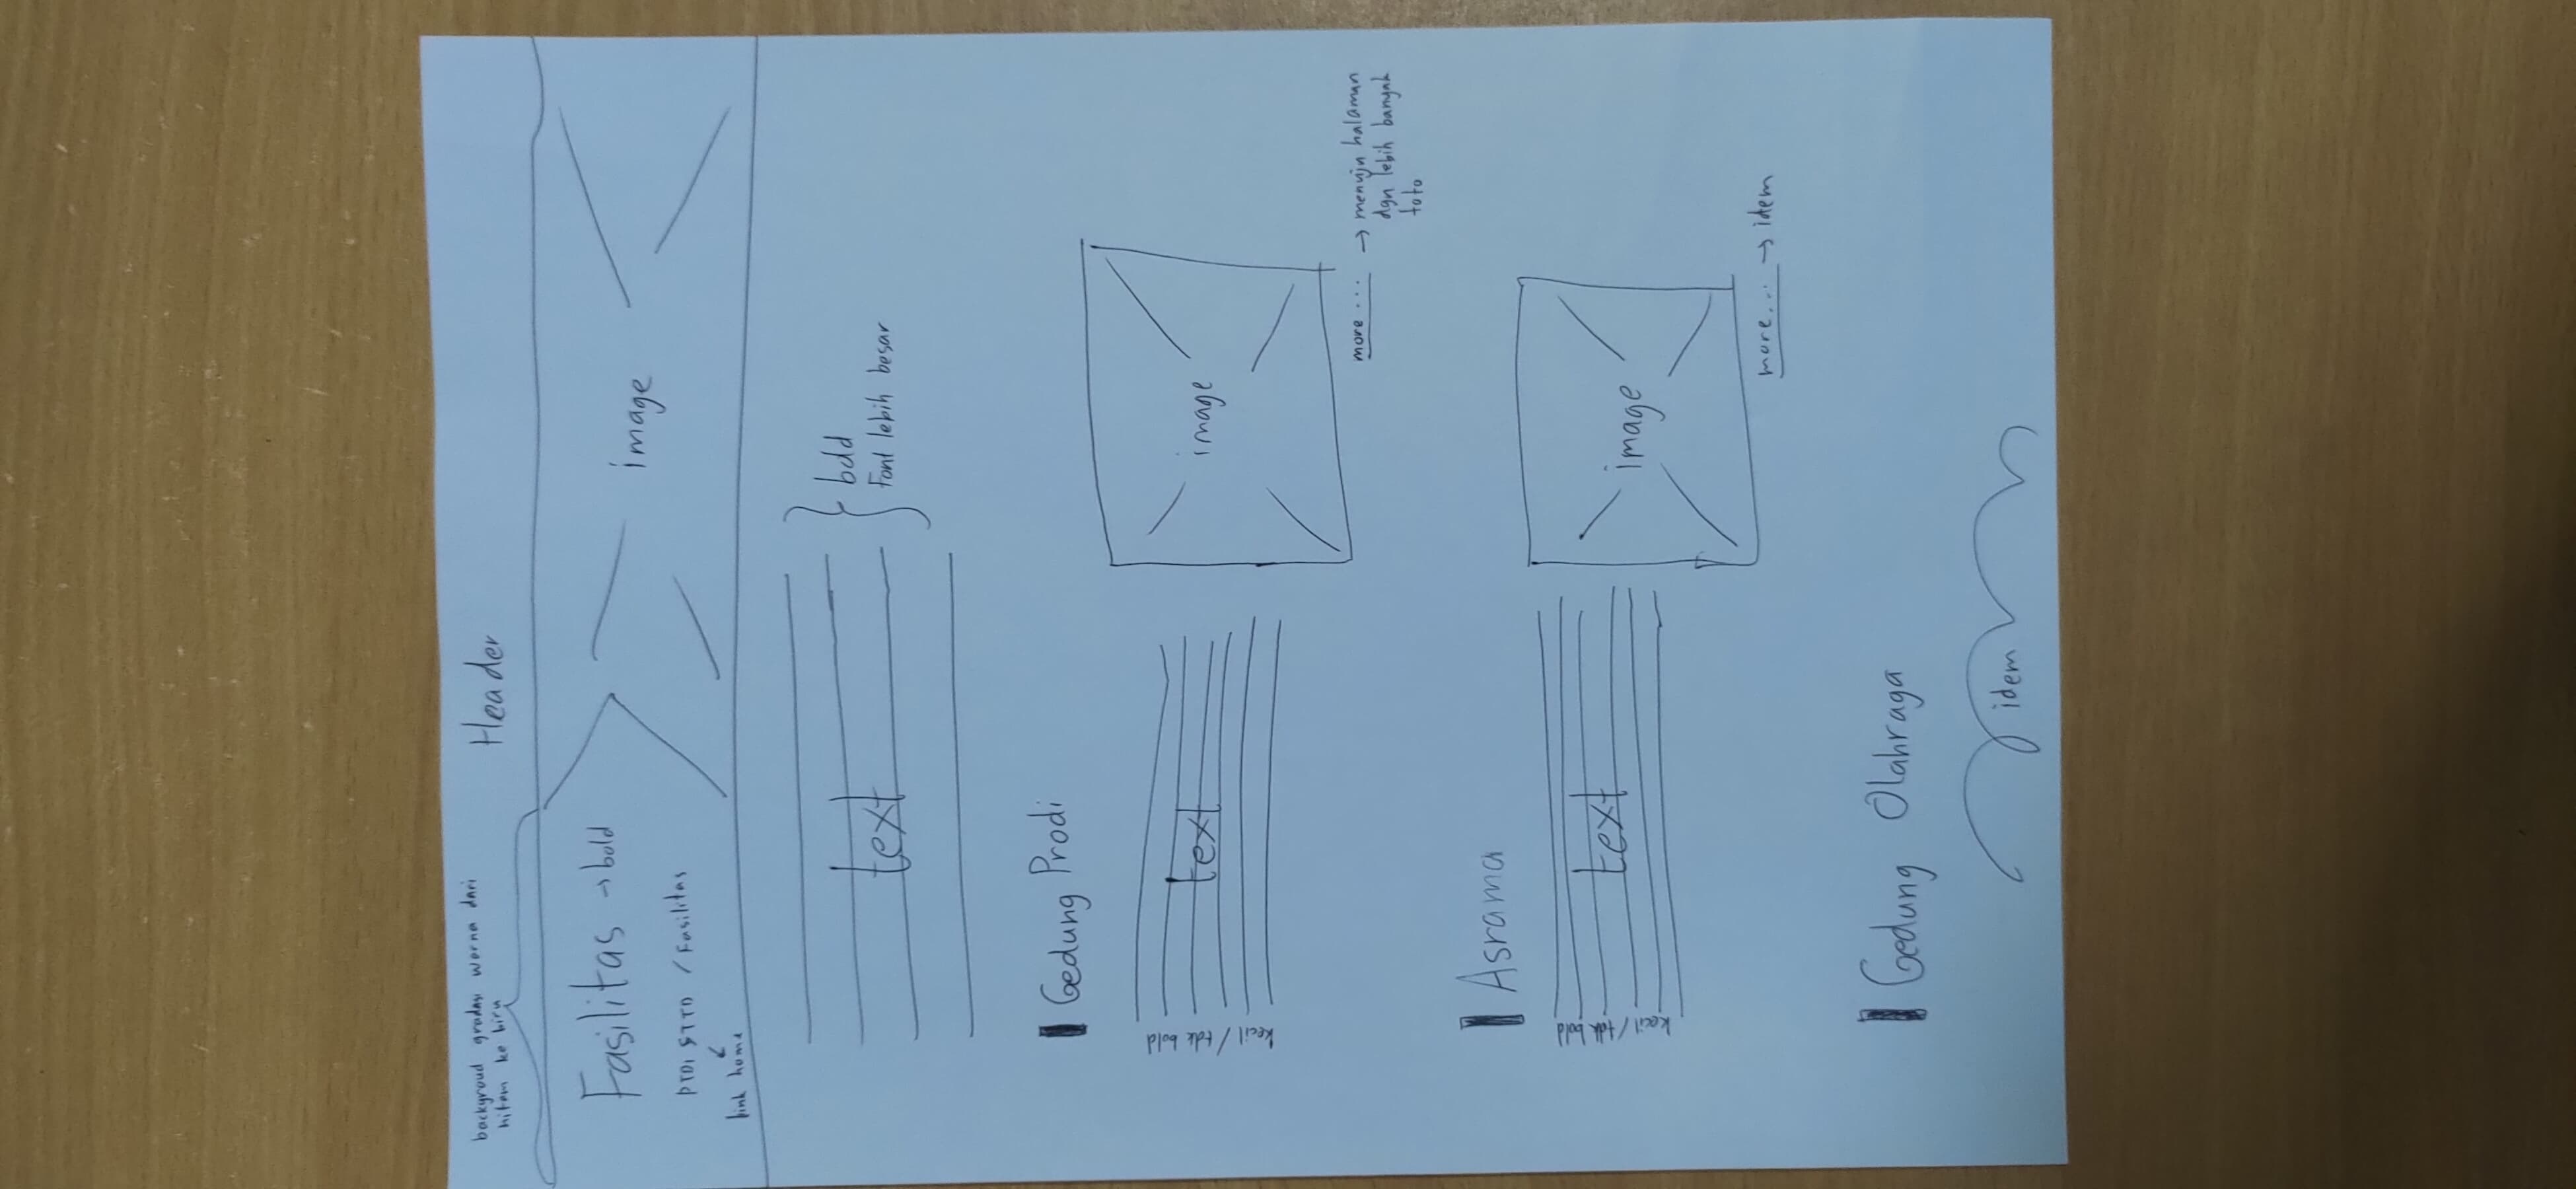 Header
backgroud gradasi warna dari
hitam ke biru
Fasilitas → bold
image
PTDI STTD / Fasilitas
link home
text
bold
Font lebih besar
Gedung Prodi
text
kecil / tdk bold
image
more.... → menuju halaman
dgn lebih banyak
foto
Asrama
text
kecil / tdk bold
image
more.... → idem
Gedung Olahraga
idem